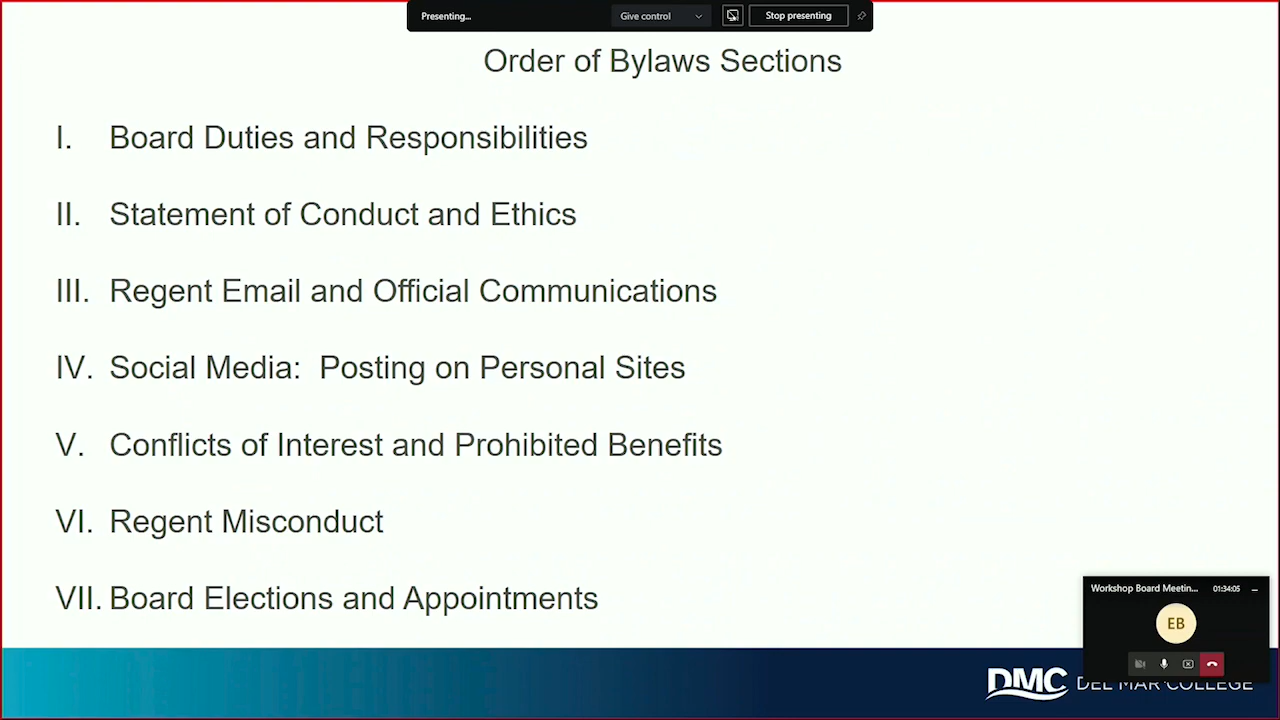 Presenting...
Give control
Stop presenting
Order of Bylaws Sections
I. Board Duties and Responsibilities
II. Statement of Conduct and Ethics
III. Regent Email and Official Communications
IV. Social Media: Posting on Personal Sites
V. Conflicts of Interest and Prohibited Benefits
VI. Regent Misconduct
VII. Board Elections and Appointments
Workshop Board Meetin...
01:34:05
EB
DMC DEL MAR COLLEGE